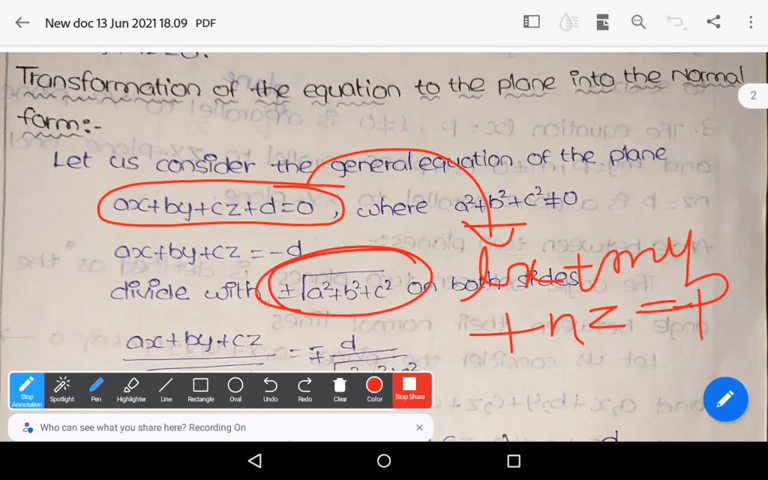 New doc 13 Jun 2021 18.09 PDF
2
Transformation of the equation to the plane into the Normal
form:-
Let us consider the general equation of the plane
ax+by+cz+d=0, where a²+b²+c²≠0
ax+by+cz=-d
divide with ±√a²+b²+c² on both sides
lx+my
+nz=p
ax+by+cz = ∓ d
Stop Annotation Spotlight Pen Highlighter Line Rectangle Oval Undo Redo Clear Color Stop Share
Who can see what you share here? Recording On